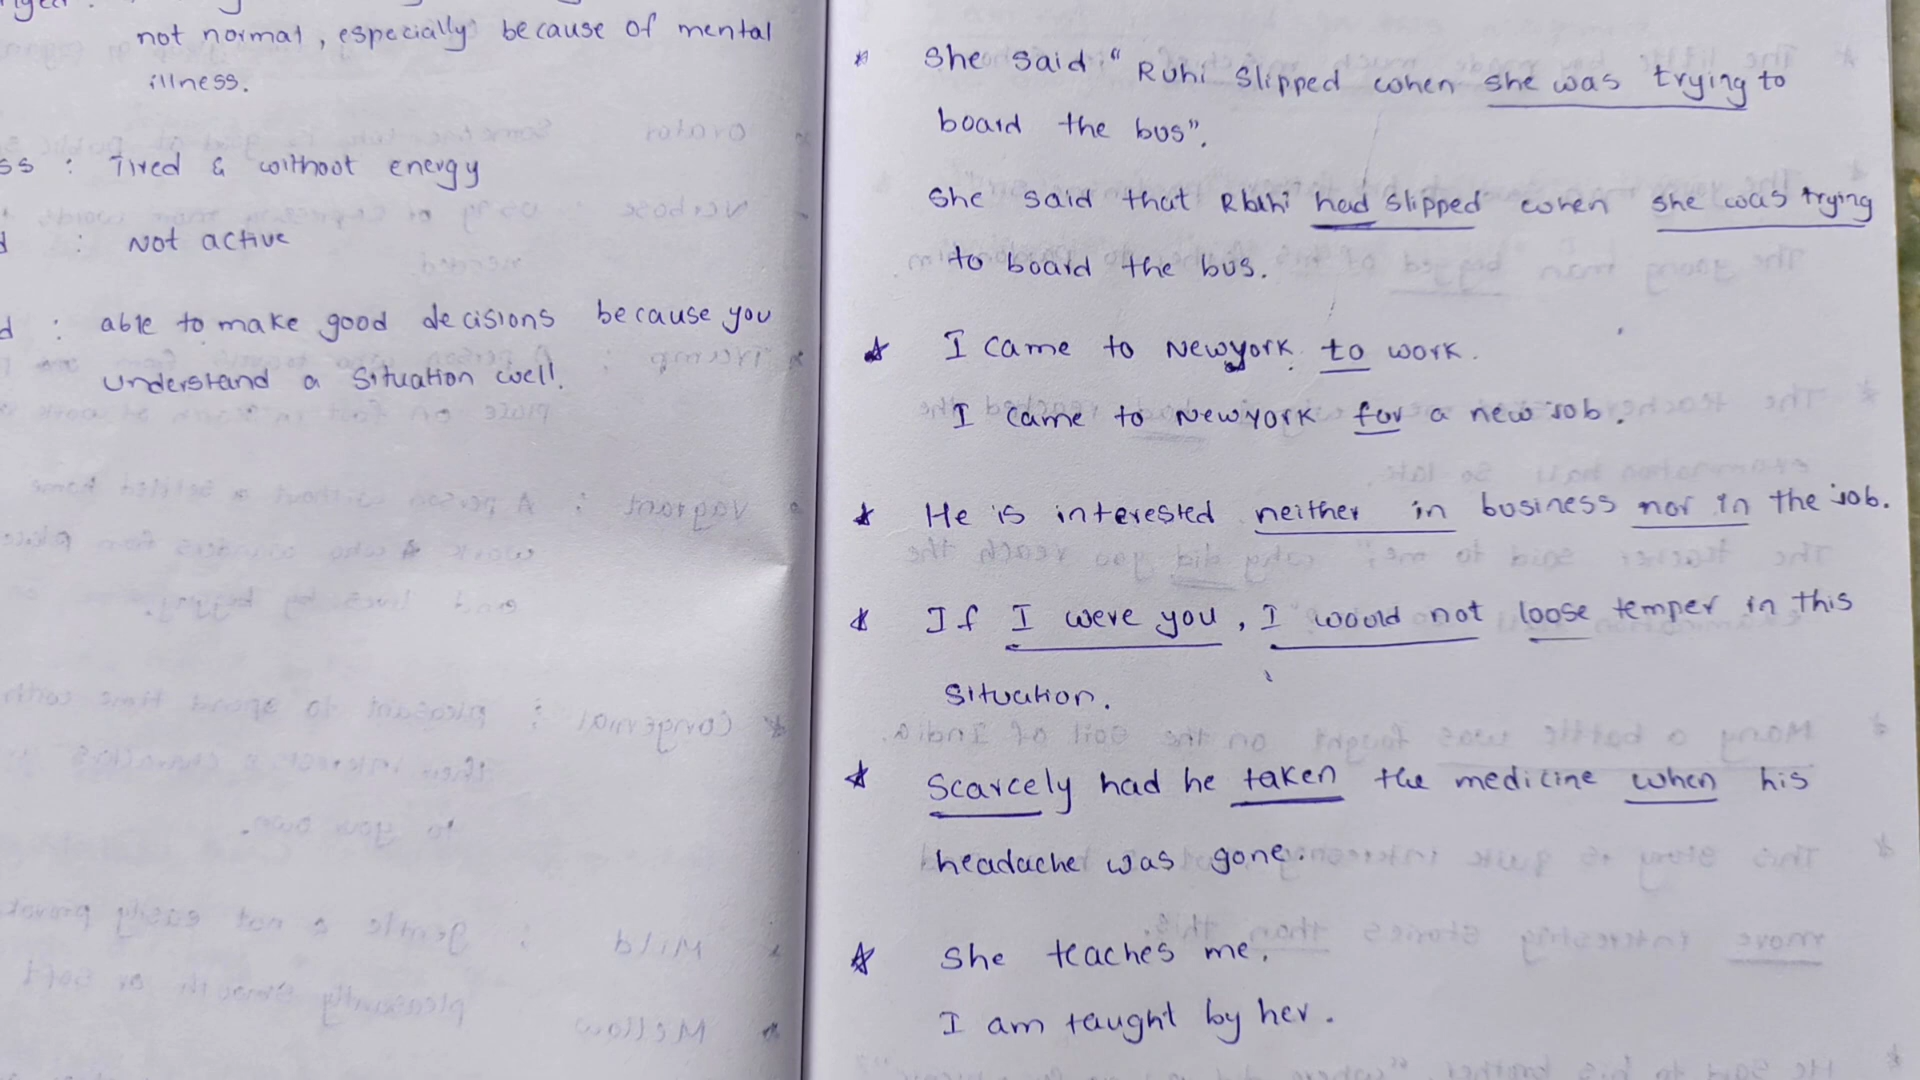 not normal, especially because of mental
illness.
ss : Tired & without energy
: Not active
d : able to make good decisions because you
understand a situation well.
* She said "Ruhi slipped when she was trying to
board the bus".
She said that Ruhi had slipped when she was trying
to board the bus.
* I came to Newyork to work.
I came to Newyork for a new job.
* He is interested neither in business nor in the job.
* If I were you, I woould not loose temper in this
situation.
* Scarcely had he taken the medicine when his
headache was gone.
* She teaches me.
I am taught by her.